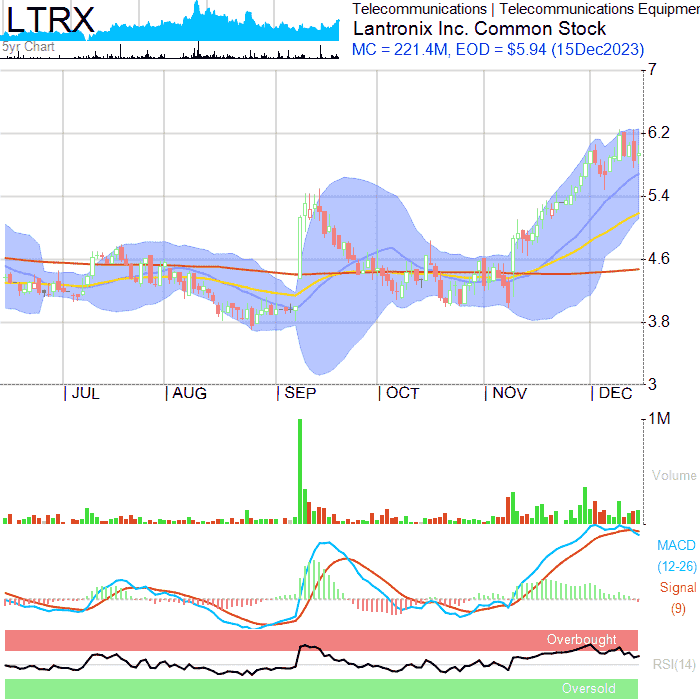 LTRX
5yr Chart
Telecommunications | Telecommunications Equipmen
Lantronix Inc. Common Stock
MC = 221.4M, EOD = $5.94 (15Dec2023)
7
6.2
5.4
4.6
3.8
3
JUL
AUG
SEP
OCT
NOV
DEC
1M
Volume
MACD
(12-26)
Signal
(9)
Overbought
RSI(14)
Oversold